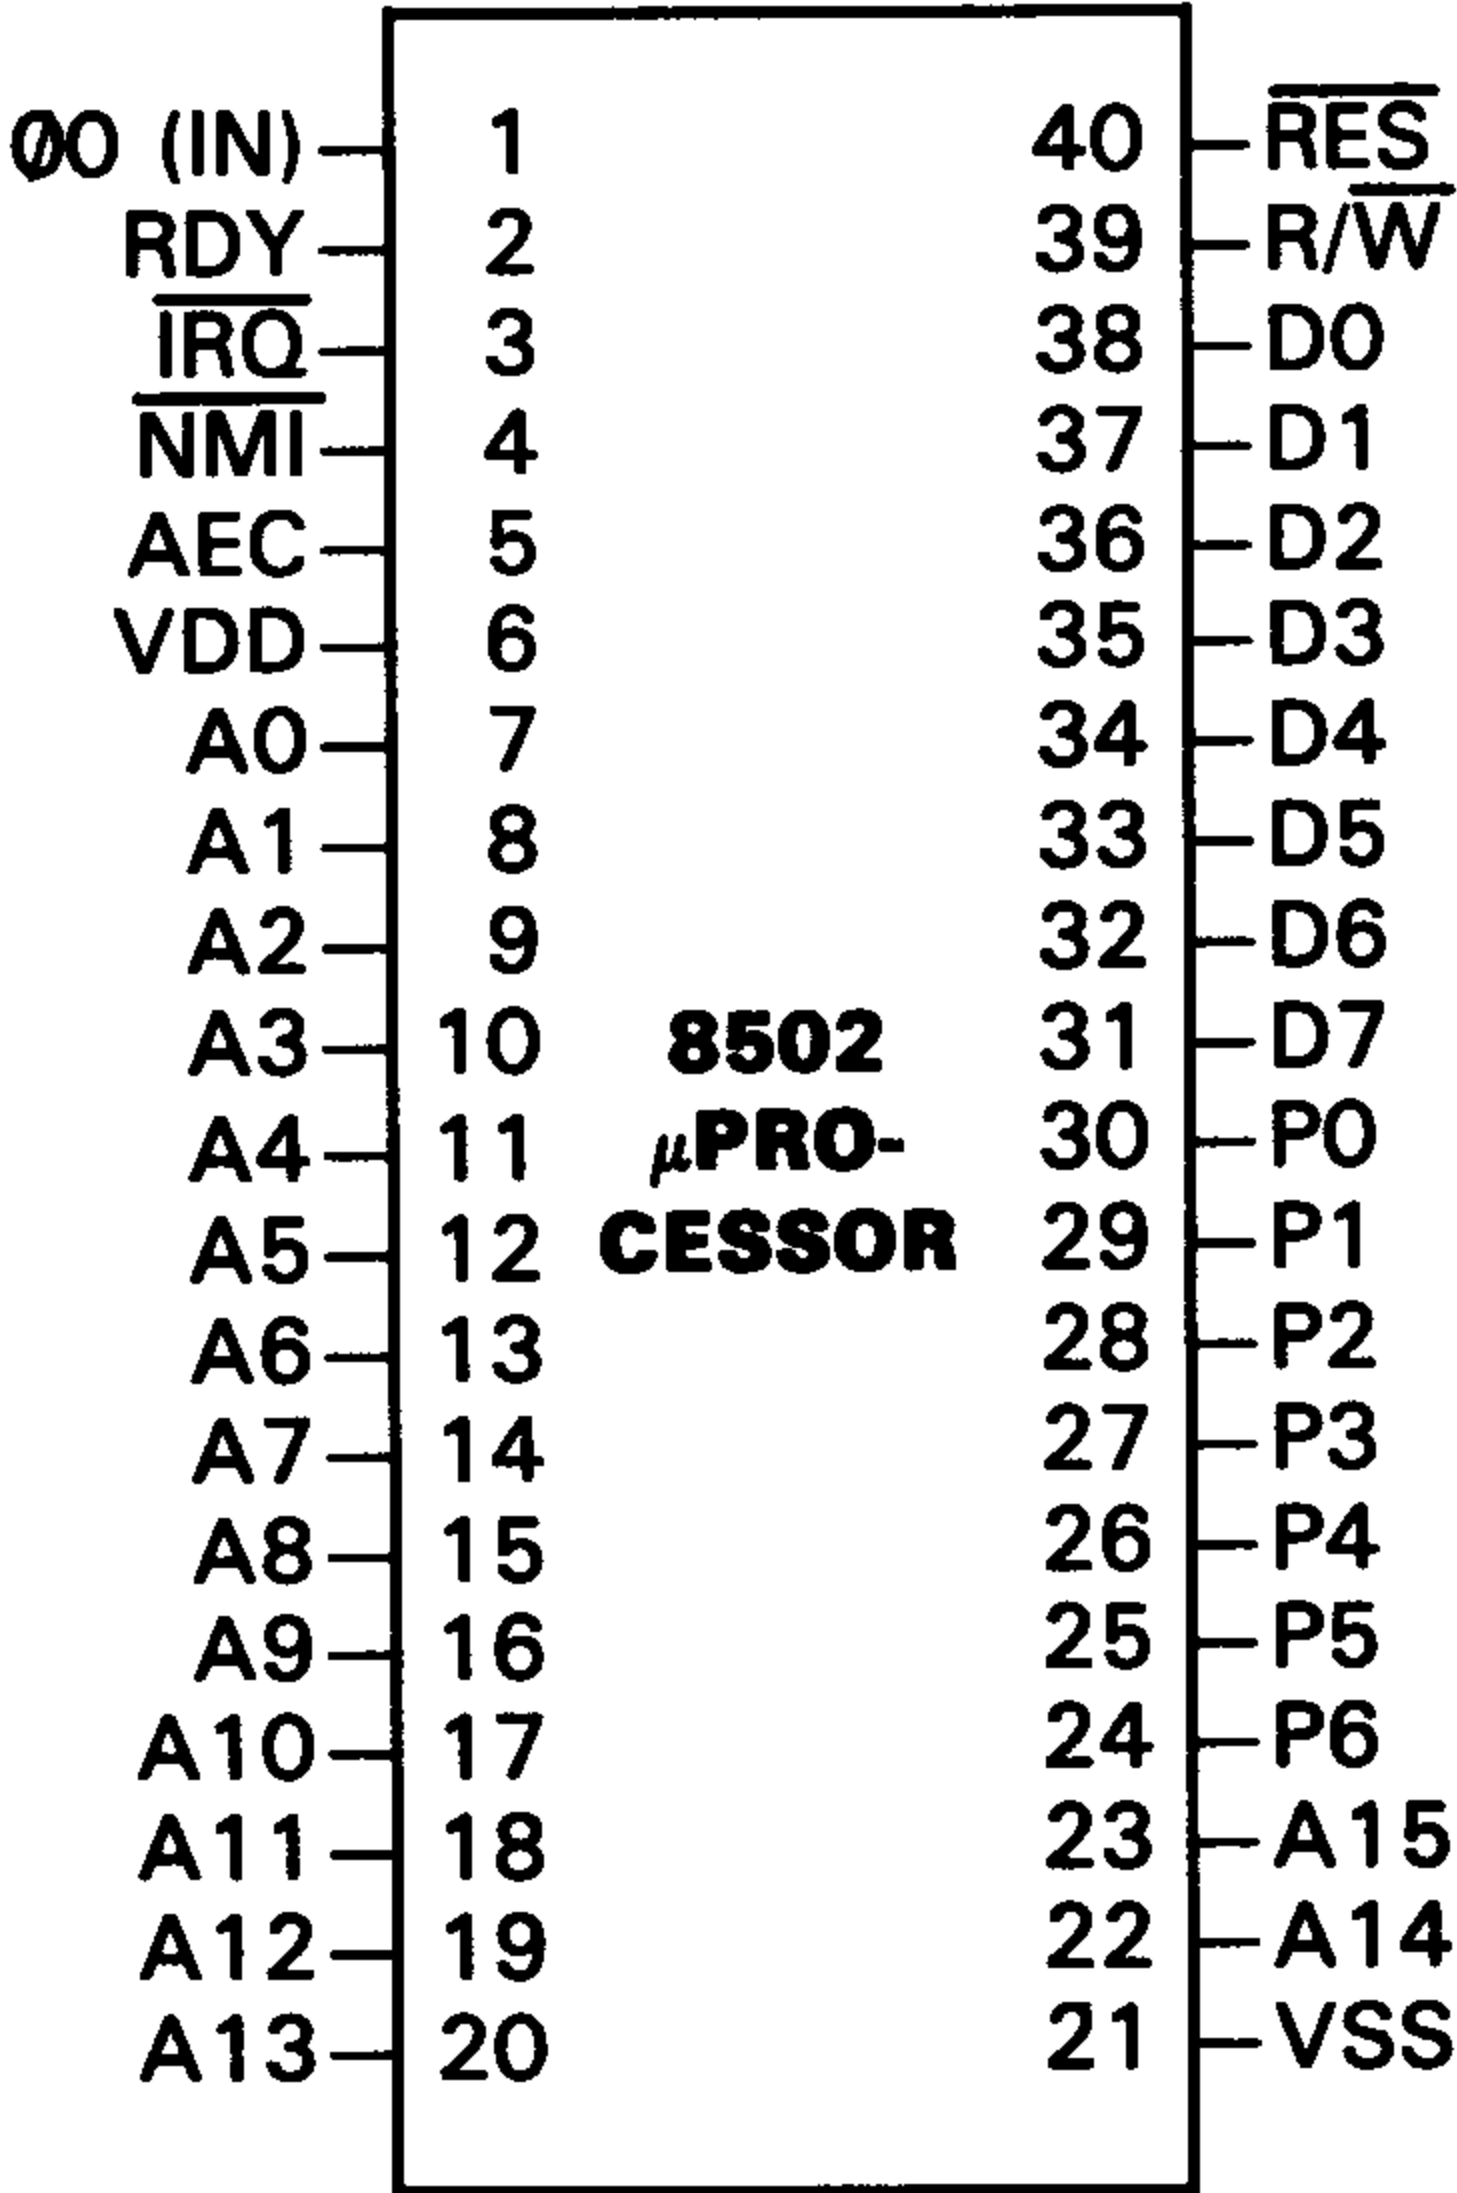 ø0 (IN) 1 40 R̅E̅S̅
RDY 2 39 R/W̅
I̅R̅Q̅ 3 38 D0
N̅M̅I̅ 4 37 D1
AEC 5 36 D2
VDD 6 35 D3
A0 7 34 D4
A1 8 33 D5
A2 9 32 D6
A3 10 8502 31 D7
A4 11 μPRO- 30 P0
A5 12 CESSOR 29 P1
A6 13 28 P2
A7 14 27 P3
A8 15 26 P4
A9 16 25 P5
A10 17 24 P6
A11 18 23 A15
A12 19 22 A14
A13 20 21 VSS